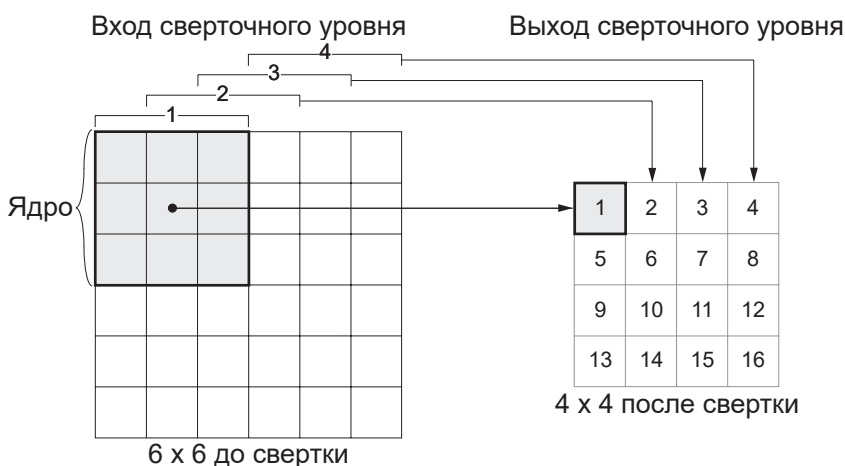 Вход сверточного уровня
Выход сверточного уровня
4
3
2
1
Ядро
1 2 3 4
5 6 7 8
9 10 11 12
13 14 15 16
4 x 4 после свертки
6 x 6 до свертки